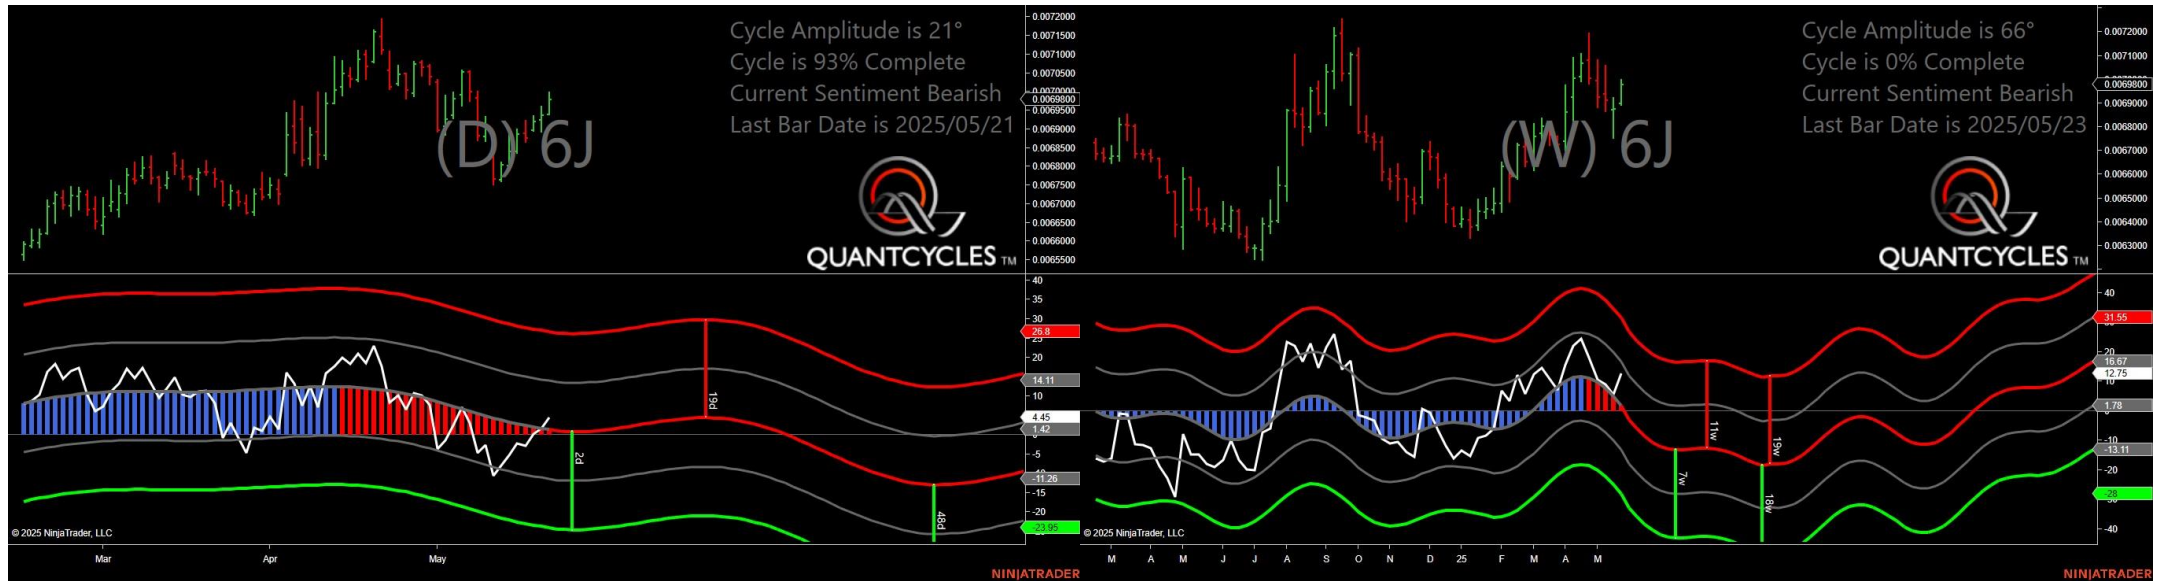 Cycle Amplitude is 21°
Cycle is 93% Complete
Current Sentiment Bearish
Last Bar Date is 2025/05/21
(D) 6J
QUANTCYCLES TM
0.0072000
0.0071500
0.0071000
0.0070500
0.0070000
0.0069800
0.0069500
0.0069000
0.0068500
0.0068000
0.0067500
0.0067000
0.0066500
0.0066000
0.0065500
40
35
30
26.8
25
20
14.11
10
4.45
1.42
-5
-11.26
-15
-20
-23.95
19d
2d
48d
© 2025 NinjaTrader, LLC
Mar
Apr
May
NINJATRADER
Cycle Amplitude is 66°
Cycle is 0% Complete
Current Sentiment Bearish
Last Bar Date is 2025/05/23
(W) 6J
QUANTCYCLES TM
0.0072000
0.0071000
0.0069800
0.0069000
0.0068000
0.0067000
0.0066000
0.0065000
0.0064000
0.0063000
40
31.55
20
16.67
12.75
10
1.78
-10
-13.11
-20
-28
-40
11w
19w
7w
18w
© 2025 NinjaTrader, LLC
M A M J J A S O N D 25 F M A M
NINJATRADER